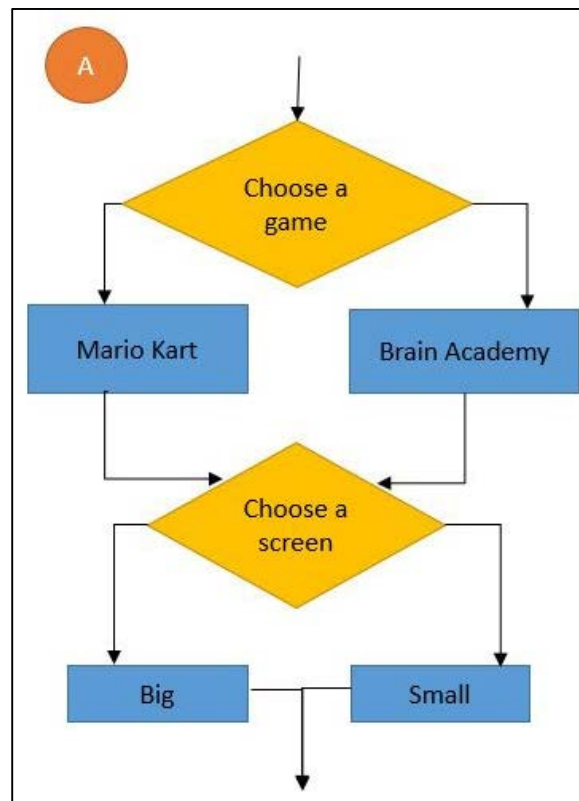 A
Choose a
game
Mario Kart
Brain Academy
Choose a
screen
Big
Small